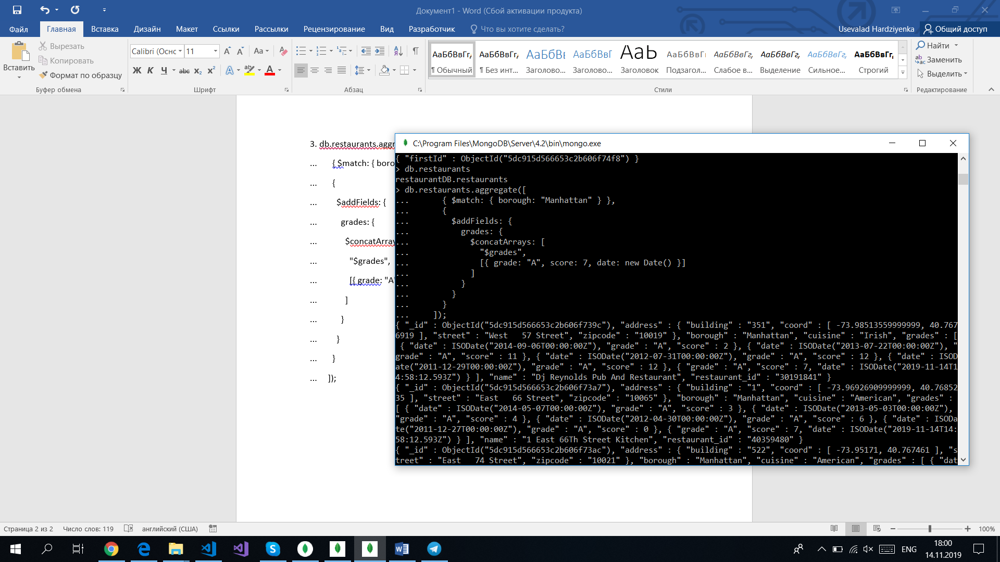 Документ1 - Word (Сбой активации продукта)
Файл Главная Вставка Дизайн Макет Ссылки Рассылки Рецензирование Вид Разработчик Что вы хотите сделать? Usevalad Hardziyenka Общий доступ
Вставить
Вырезать
Копировать
Формат по образцу
Буфер обмена
Calibri (Оснс 11
Ж К Ч abc x₂ x²
Шрифт
Абзац
АаБбВвГг, АаБбВвГг, АаБбВі АаБбВвГ АаЬ АаБбВвГі АаБбВвГг, АаБбВвГг, АаБбВвГг, АаБбВвГг,
¶ Обычный ¶ Без инт... Заголово... Заголово... Заголовок Подзагол... Слабое в... Выделение Сильное... Строгий
Стили
Найти
Заменить
Выделить
Редактирование
3. db.restaurants.aggr
... { $match: { boro
... {
... $addFields: {
... grades: {
... $concatArray
... "$grades",
... [{ grade: "A"
... ]
... }
... }
... }
... ]);
C:\Program Files\MongoDB\Server\4.2\bin\mongo.exe
{ "firstId" : ObjectId("5dc915d566653c2b606f74f8") }
> db.restaurants
restaurantDB.restaurants
> db.restaurants.aggregate([
... { $match: { borough: "Manhattan" } },
... {
... $addFields: {
... grades: {
... $concatArrays: [
... "$grades",
... [{ grade: "A", score: 7, date: new Date() }]
... ]
... }
... }
... }
... ]);
{ "_id" : ObjectId("5dc915d566653c2b606f739c"), "address" : { "building" : "351", "coord" : [ -73.98513559999999, 40.767
6919 ], "street" : "West   57 Street", "zipcode" : "10019" }, "borough" : "Manhattan", "cuisine" : "Irish", "grades" : [
{ "date" : ISODate("2014-09-06T00:00:00Z"), "grade" : "A", "score" : 2 }, { "date" : ISODate("2013-07-22T00:00:00Z"), "
grade" : "A", "score" : 11 }, { "date" : ISODate("2012-07-31T00:00:00Z"), "grade" : "A", "score" : 12 }, { "date" : ISOD
ate("2011-12-29T00:00:00Z"), "grade" : "A", "score" : 12 }, { "grade" : "A", "score" : 7, "date" : ISODate("2019-11-14T1
4:58:12.593Z") } ], "name" : "Dj Reynolds Pub And Restaurant", "restaurant_id" : "30191841" }
{ "_id" : ObjectId("5dc915d566653c2b606f73a7"), "address" : { "building" : "1", "coord" : [ -73.96926909999999, 40.76852
35 ], "street" : "East   66 Street", "zipcode" : "10065" }, "borough" : "Manhattan", "cuisine" : "American", "grades" :
[ { "date" : ISODate("2014-05-07T00:00:00Z"), "grade" : "A", "score" : 3 }, { "date" : ISODate("2013-05-03T00:00:00Z"),
"grade" : "A", "score" : 4 }, { "date" : ISODate("2012-04-30T00:00:00Z"), "grade" : "A", "score" : 6 }, { "date" : ISODa
te("2011-12-27T00:00:00Z"), "grade" : "A", "score" : 0 }, { "grade" : "A", "score" : 7, "date" : ISODate("2019-11-14T14:
58:12.593Z") } ], "name" : "1 East 66Th Street Kitchen", "restaurant_id" : "40359480" }
{ "_id" : ObjectId("5dc915d566653c2b606f73ac"), "address" : { "building" : "522", "coord" : [ -73.95171, 40.767461 ], "s
treet" : "East   74 Street", "zipcode" : "10021" }, "borough" : "Manhattan", "cuisine" : "American", "grades" : [ { "dat
Страница 2 из 2 Число слов: 119 английский (США) 100%
ENG 18:00
14.11.2019